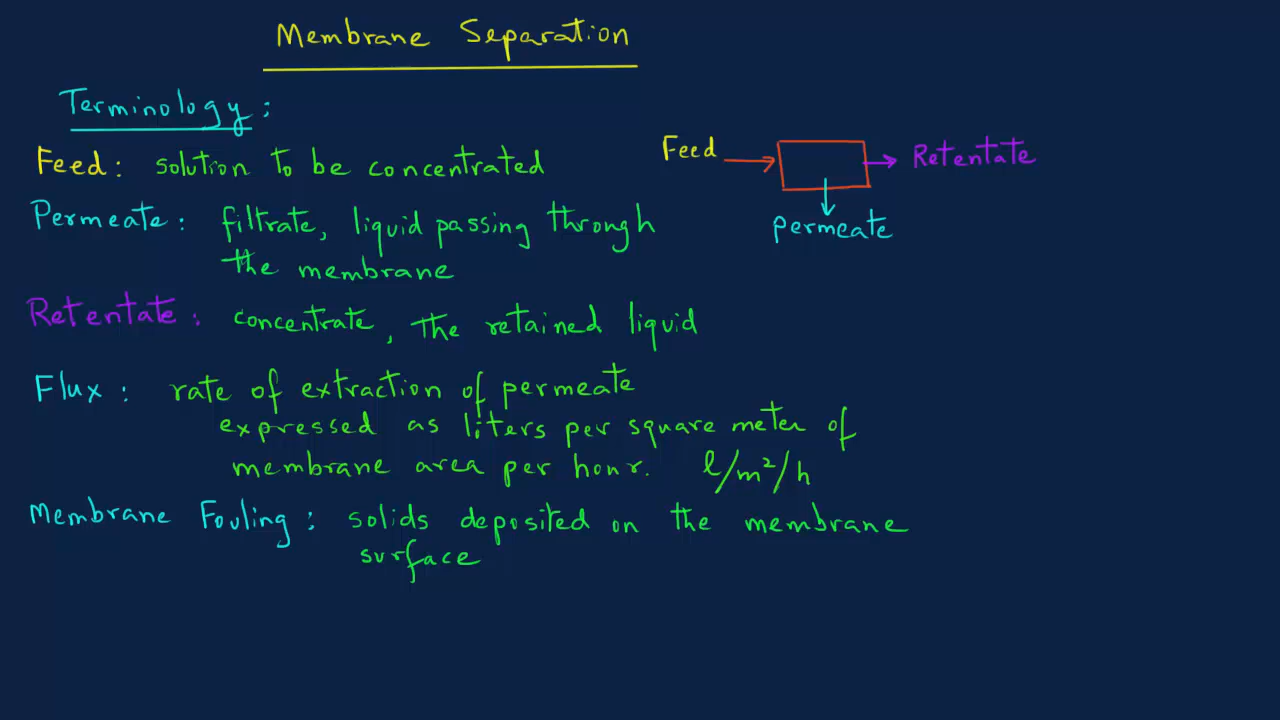 Membrane Separation
Terminology:
Feed: solution to be concentrated
Feed
Retentate
permeate
Permeate: filtrate, liquid passing through
the membrane
Retentate: concentrate, the retained liquid
Flux: rate of extraction of permeate
expressed as liters per square meter of
membrane area per hour. l/m²/h
Membrane Fouling: solids deposited on the membrane
surface